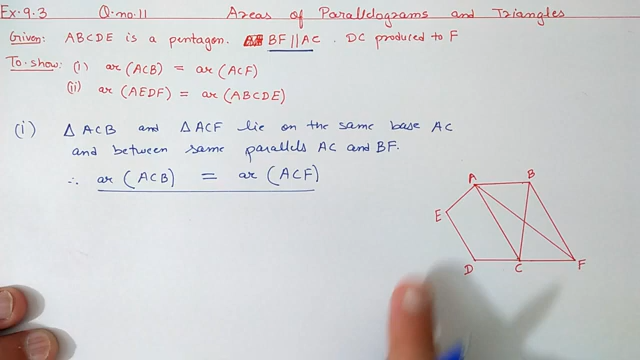 Ex. 9.3 Q. no. 11 Areas of Parallelograms and Triangles
Given: ABCDE is a pentagon. BF || AC. DC produced to F
To show: (i) ar (ACB) = ar (ACF)
(ii) ar (AEDF) = ar (ABCDE)
(i) △ ACB and △ ACF lie on the same base AC
and between same parallels AC and BF.
∴ ar (ACB) = ar (ACF)
A B
E
D C F